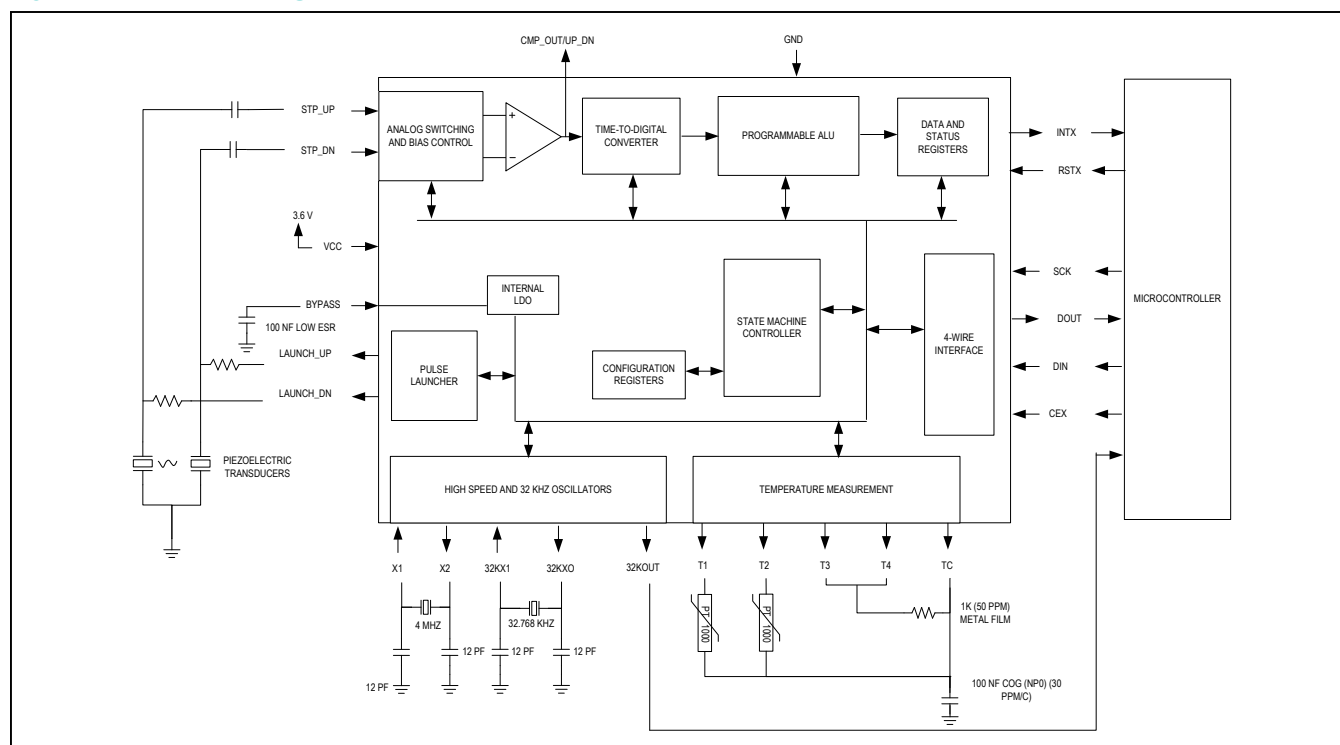 CMP_OUT/UP_DN
GND
STP_UP
STP_DN
ANALOG SWITCHING
AND BIAS CONTROL
+
−
TIME-TO-DIGITAL
CONVERTER
PROGRAMMABLE ALU
DATA AND
STATUS
REGISTERS
INTX
RSTX
3.6 V
VCC
BYPASS
100 NF LOW ESR
INTERNAL
LDO
STATE MACHINE
CONTROLLER
4-WIRE
INTERFACE
SCK
DOUT
DIN
CEX
MICROCONTROLLER
LAUNCH_UP
LAUNCH_DN
PULSE
LAUNCHER
CONFIGURATION
REGISTERS
PIEZOELECTRIC
TRANSDUCERS
HIGH SPEED AND 32 KHZ OSCILLATORS
TEMPERATURE MEASUREMENT
X1
X2
32KX1
32KXO
32KOUT
T1
T2
T3
T4
TC
4 MHZ
32.768 KHZ
12 PF
12 PF
12 PF
12 PF
PT 1000
PT 1000
1K (50 PPM)
METAL FILM
100 NF COG (NP0) (30
PPM/C)